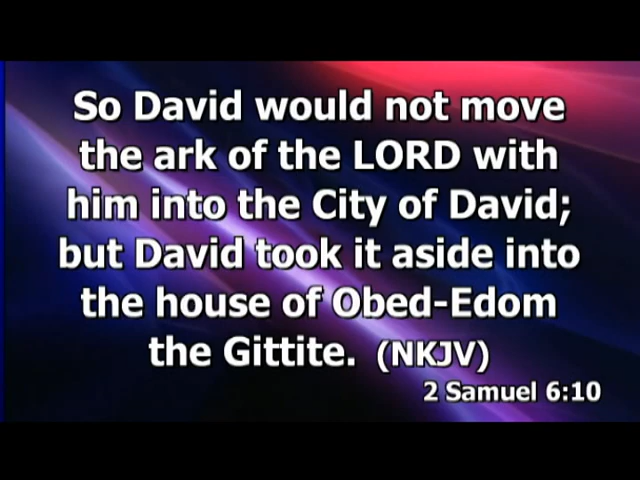 So David would not move
the ark of the LORD with
him into the City of David;
but David took it aside into
the house of Obed-Edom
the Gittite. (NKJV)
2 Samuel 6:10